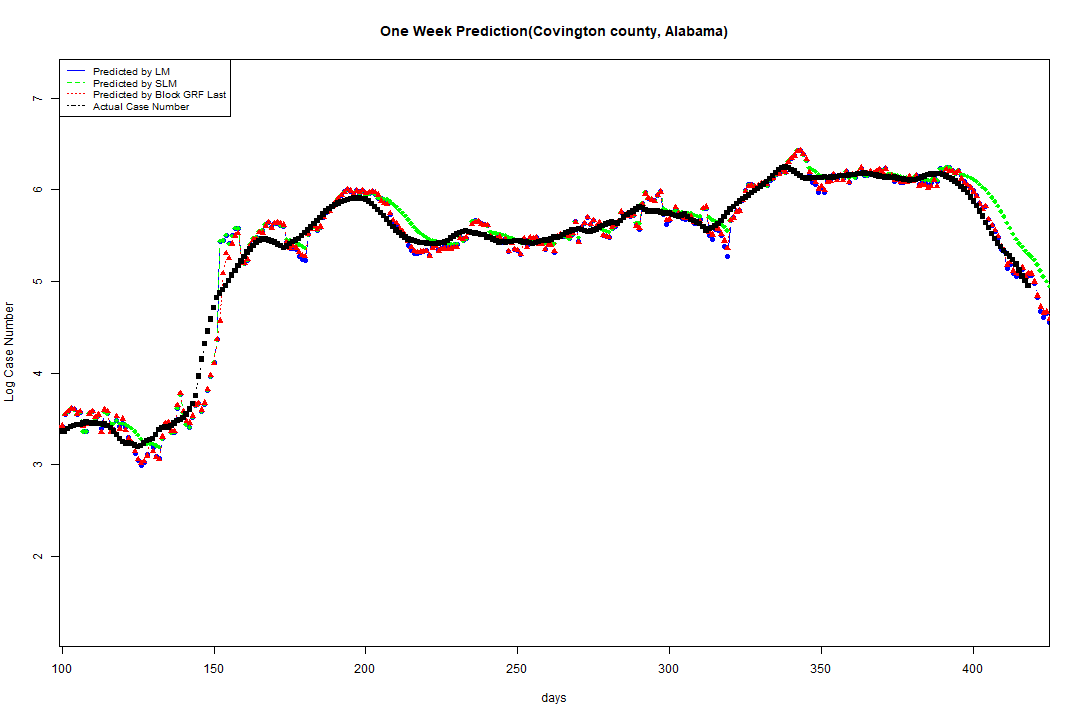 One Week Prediction(Covington county, Alabama)
Predicted by LM
Predicted by SLM
Predicted by Block GRF Last
Actual Case Number
7
6
5
4
3
2
Log Case Number
100 150 200 250 300 350 400
days